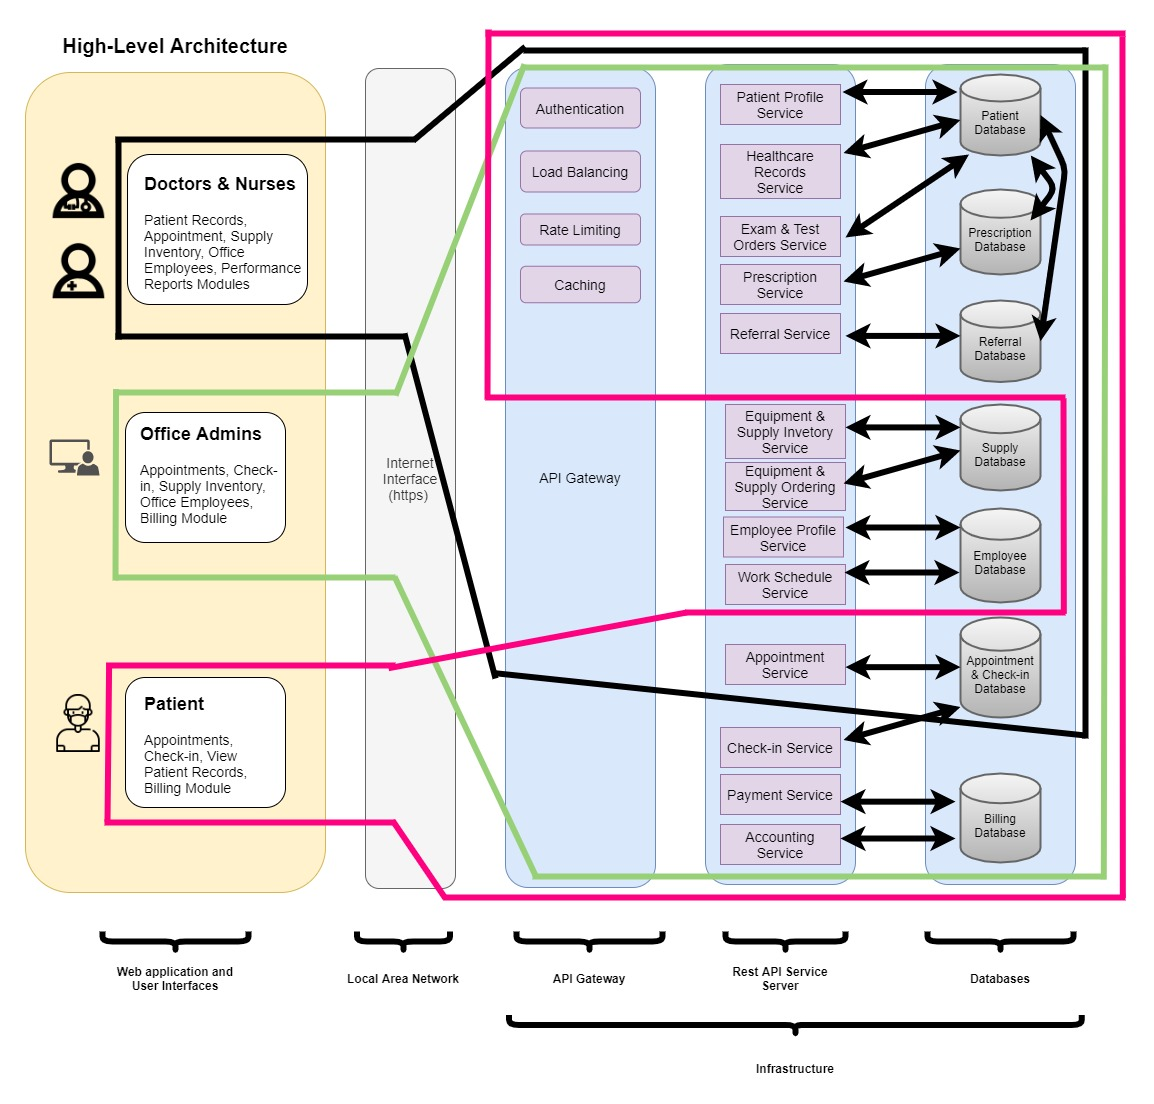 High-Level Architecture
Doctors & Nurses
Patient Records,
Appointment, Supply
Inventory, Office
Employees, Performance
Reports Modules
Office Admins
Appointments, Check-
in, Supply Inventory,
Office Employees,
Billing Module
Patient
Appointments,
Check-in, View
Patient Records,
Billing Module
Internet
Interface
(https)
Authentication
Load Balancing
Rate Limiting
Caching
API Gateway
Patient Profile
Service
Healthcare
Records
Service
Exam & Test
Orders Service
Prescription
Service
Referral Service
Equipment &
Supply Invetory
Service
Equipment &
Supply Ordering
Service
Employee Profile
Service
Work Schedule
Service
Appointment
Service
Check-in Service
Payment Service
Accounting
Service
Patient
Database
Prescription
Database
Referral
Database
Supply
Database
Employee
Database
Appointment
& Check-in
Database
Billing
Database
Web application and
User Interfaces
Local Area Network
API Gateway
Rest API Service
Server
Databases
Infrastructure